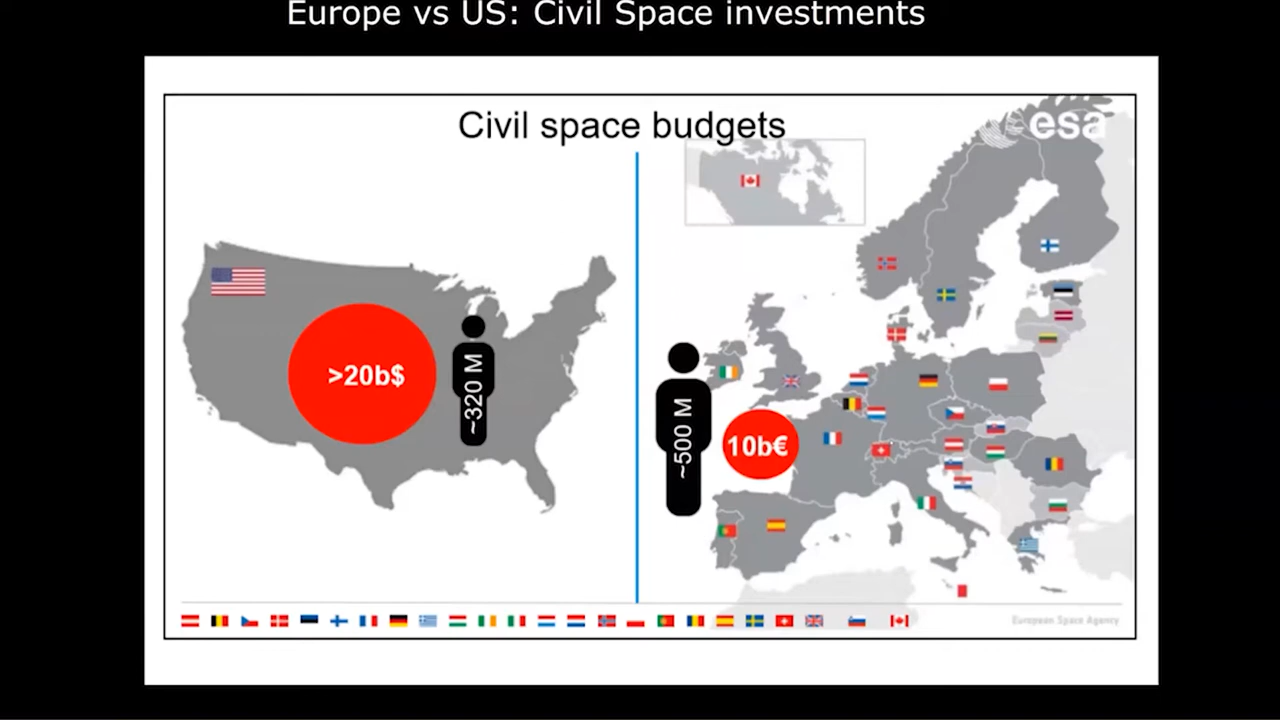 Europe vs US: Civil Space investments
Civil space budgets
esa
>20b$
~320 M
~500 M
10b€
European Space Agency